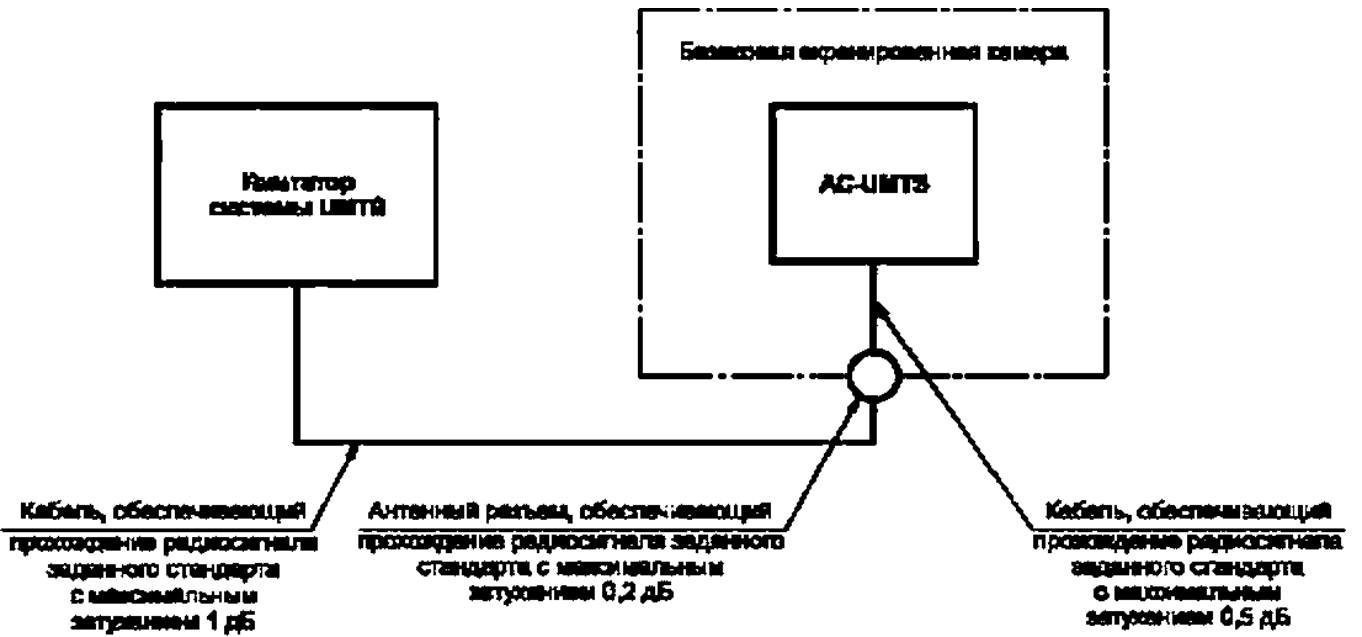 Безэховая экранированная камера
Имитатор
системы UMTS
АС-UMTS
Кабель, обеспечивающий
прохождение радиосигнала
заданного стандарта
с максимальным
затуханием 1 дБ
Антенный разъем, обеспечивающий
прохождение радиосигнала заданного
стандарта с максимальным
затуханием 0,2 дБ
Кабель, обеспечивающий
прохождение радиосигнала
заданного стандарта
с максимальным
затуханием 0,5 дБ